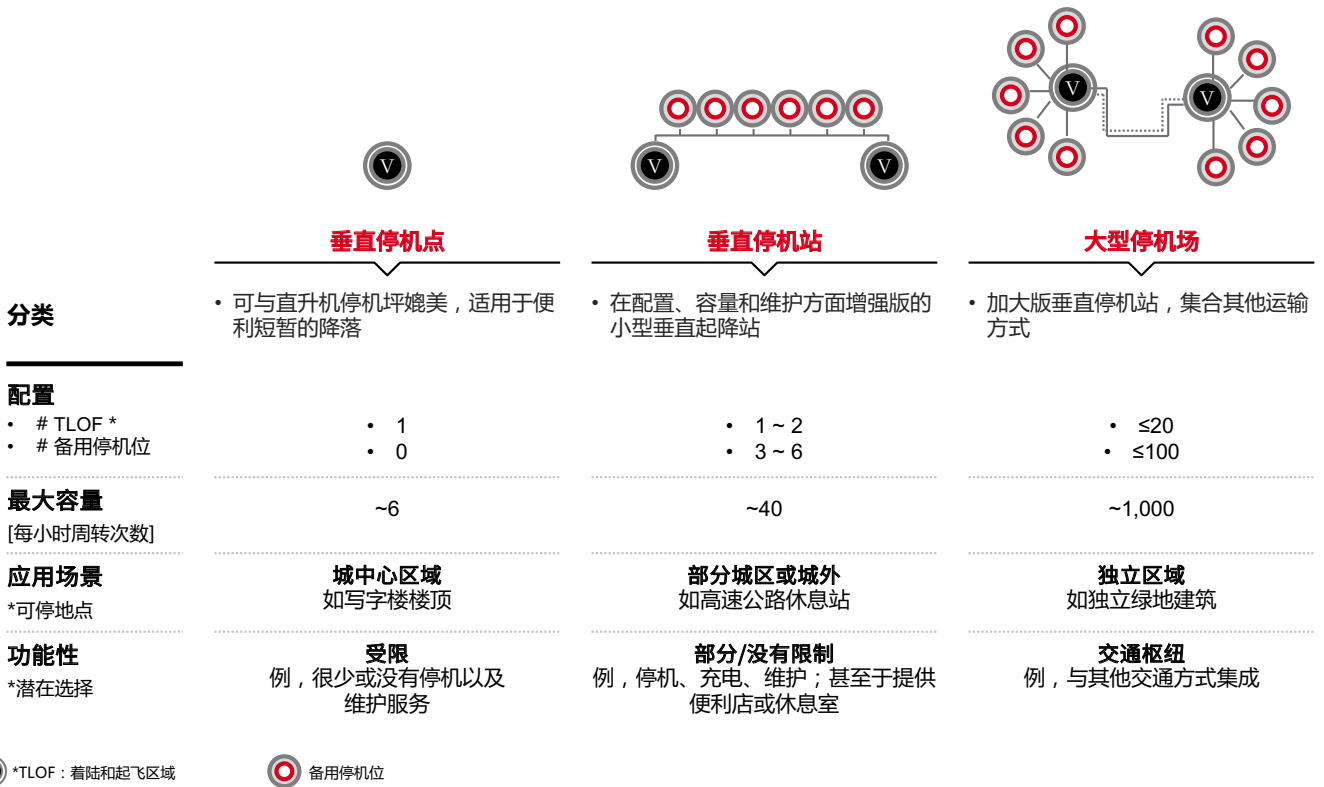 V
V
V
V
V
垂直停机点
垂直停机站
大型停机场
分类
• 可与直升机停机坪媲美，适用于便
利短暂的降落
• 在配置、容量和维护方面增强版的
小型垂直起降站
• 加大版垂直停机站，集合其他运输
方式
配置
• # TLOF *
• # 备用停机位
• 1
• 0
• 1 ~ 2
• 3 ~ 6
• ≤20
• ≤100
最大容量
[每小时周转次数]
~6
~40
~1,000
应用场景
*可停地点
城中心区域
如写字楼楼顶
部分城区或城外
如高速公路休息站
独立区域
如独立绿地建筑
功能性
*潜在选择
受限
例，很少或没有停机以及
维护服务
部分/没有限制
例，停机、充电、维护；甚至于提供
便利店或休息室
交通枢纽
例，与其他交通方式集成
*TLOF：着陆和起飞区域
备用停机位